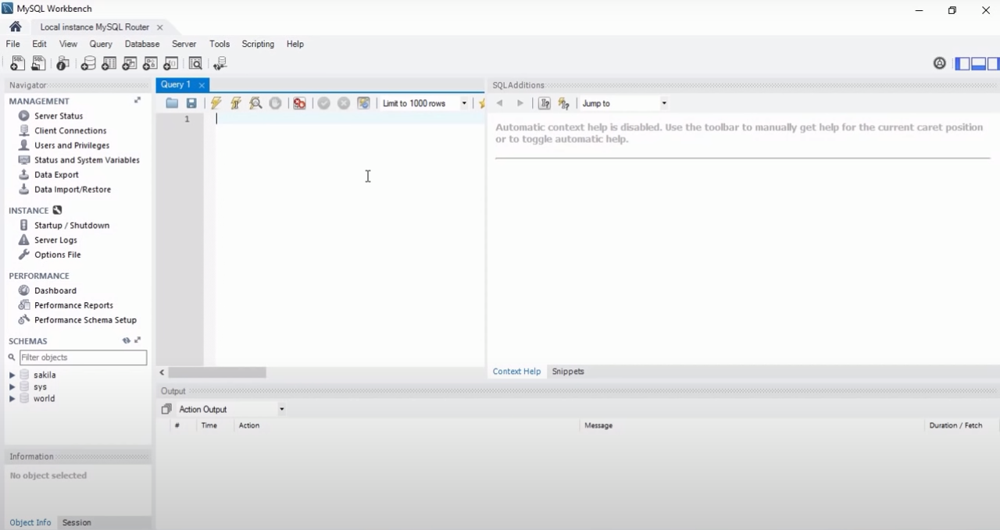 MySQL Workbench
Local instance MySQL Router
File Edit View Query Database Server Tools Scripting Help
Navigator
MANAGEMENT
Server Status
Client Connections
Users and Privileges
Status and System Variables
Data Export
Data Import/Restore
INSTANCE
Startup / Shutdown
Server Logs
Options File
PERFORMANCE
Dashboard
Performance Reports
Performance Schema Setup
SCHEMAS
Filter objects
sakila
sys
world
Information
No object selected
Object Info Session
Query 1
Limit to 1000 rows
1
SQLAdditions
Jump to
Automatic context help is disabled. Use the toolbar to manually get help for the current caret position
or to toggle automatic help.
Context Help Snippets
Output
Action Output
# Time Action Message Duration / Fetch